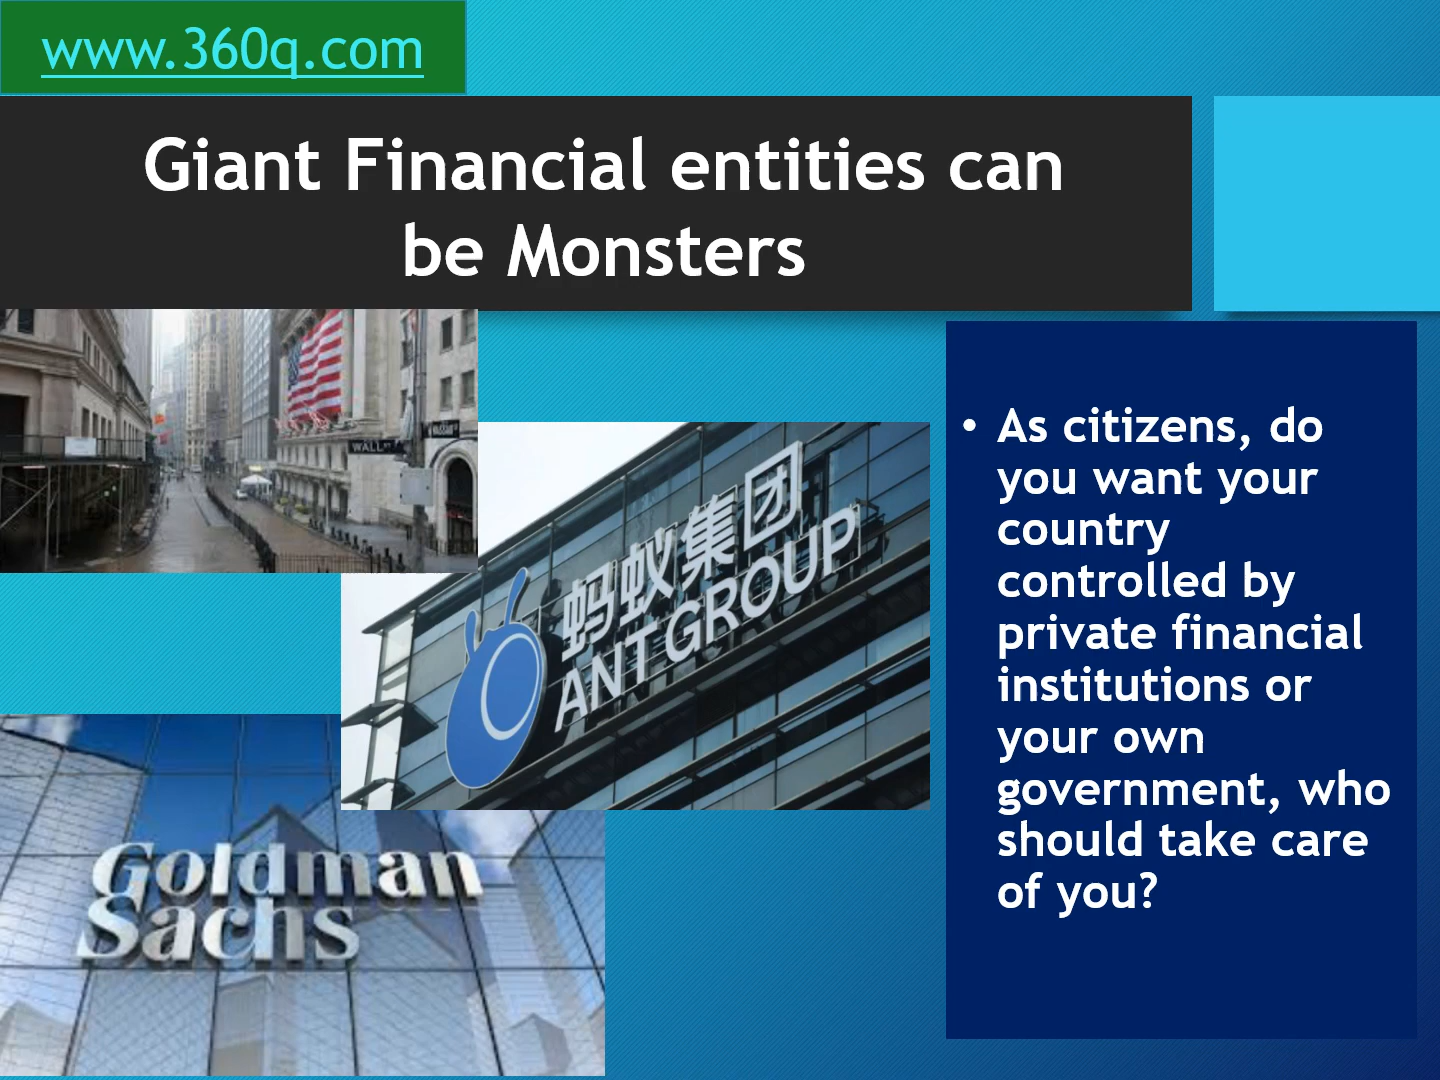 www.360q.com
Giant Financial entities can
be Monsters
WALL ST
蚂蚁集团
ANT GROUP
Goldman
Sachs
• As citizens, do
you want your
country
controlled by
private financial
institutions or
your own
government, who
should take care
of you?